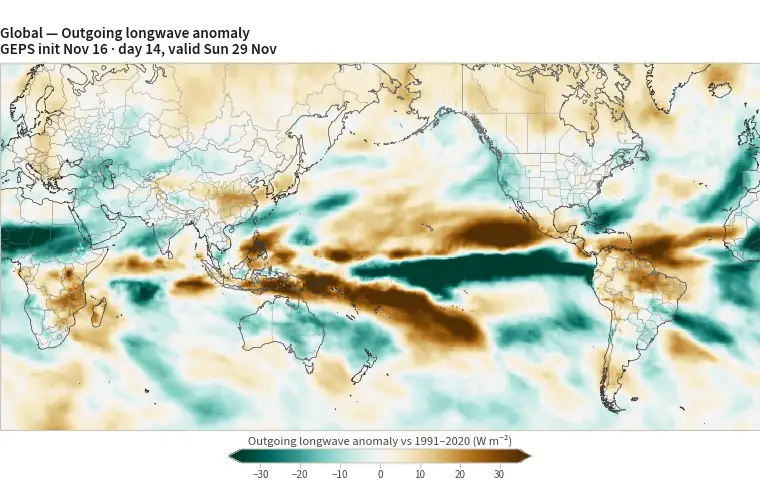 Global — Outgoing longwave anomaly
GEPS init Nov 16 · day 14, valid Sun 29 Nov
Outgoing longwave anomaly vs 1991–2020 (W m⁻²)
−30 −20 −10 0 10 20 30